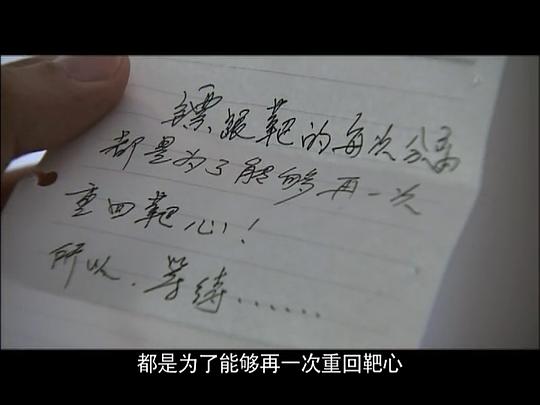 镖跟靶的每次分离
都是为了能够再一次
重回靶心!
所以.等待......
都是为了能够再一次重回靶心